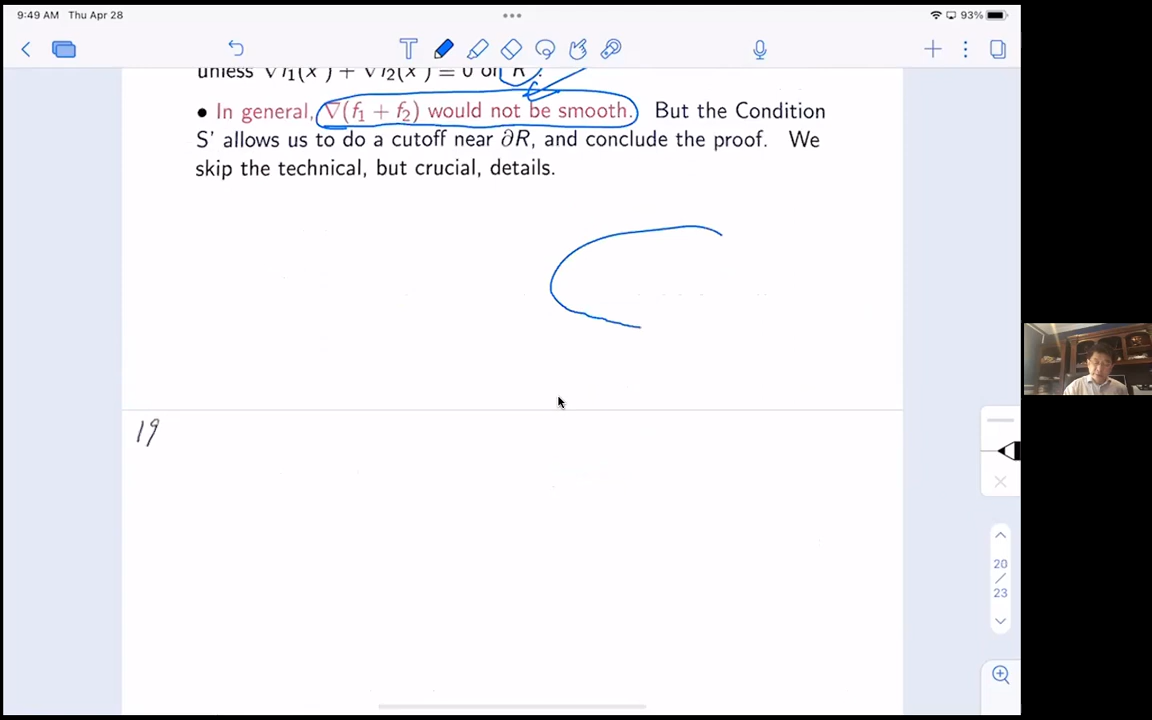 9:49 AM Thu Apr 28
93%
unless ∇f₁(x ) + ∇f₂(x ) = 0 on R .
• In general, ∇(f₁ + f₂) would not be smooth. But the Condition
S' allows us to do a cutoff near ∂R, and conclude the proof. We
skip the technical, but crucial, details.
19
20
/
23